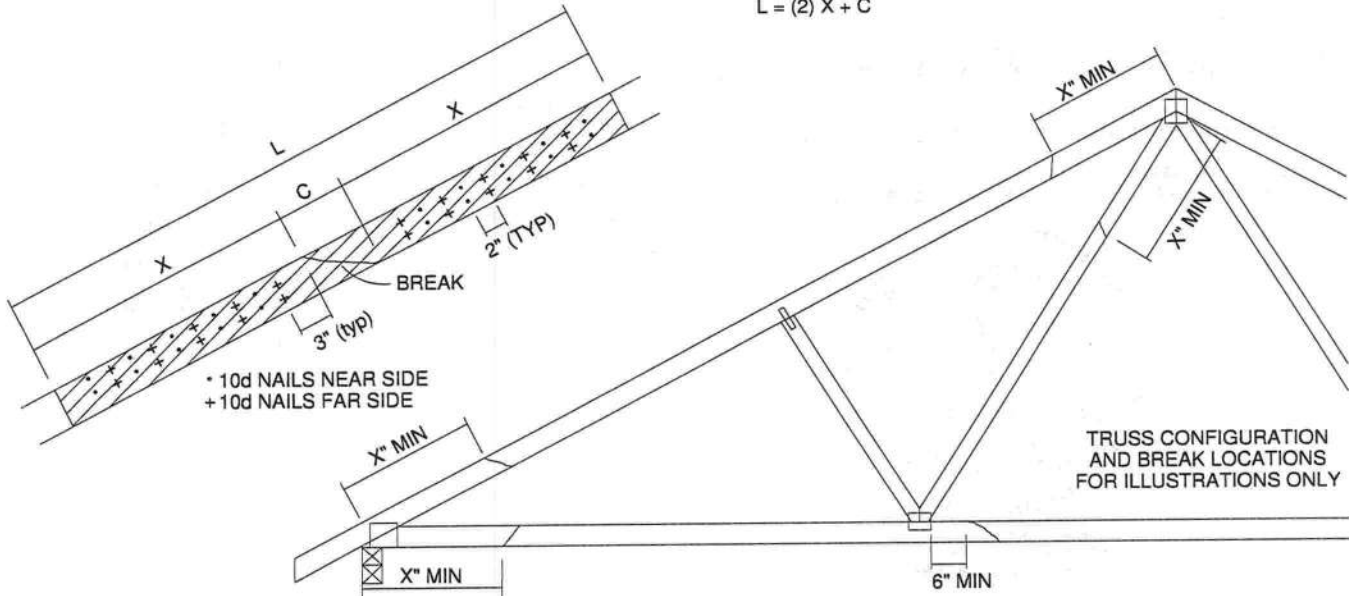 L = (2) X + C
L
X
C
X
2" (TYP)
BREAK
3" (typ)
• 10d NAILS NEAR SIDE
+ 10d NAILS FAR SIDE
X" MIN
X" MIN
X" MIN
X" MIN
6" MIN
TRUSS CONFIGURATION
AND BREAK LOCATIONS
FOR ILLUSTRATIONS ONLY